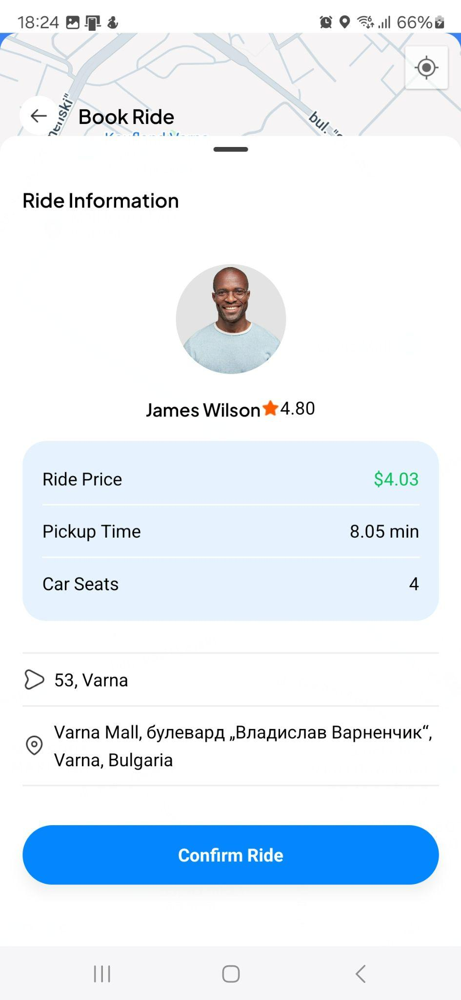 18:24
66%
Book Ride
bul.
Ride Information
James Wilson 4.80
Ride Price $4.03
Pickup Time 8.05 min
Car Seats 4
53, Varna
Varna Mall, булевард „Владислав Варненчик“,
Varna, Bulgaria
Confirm Ride